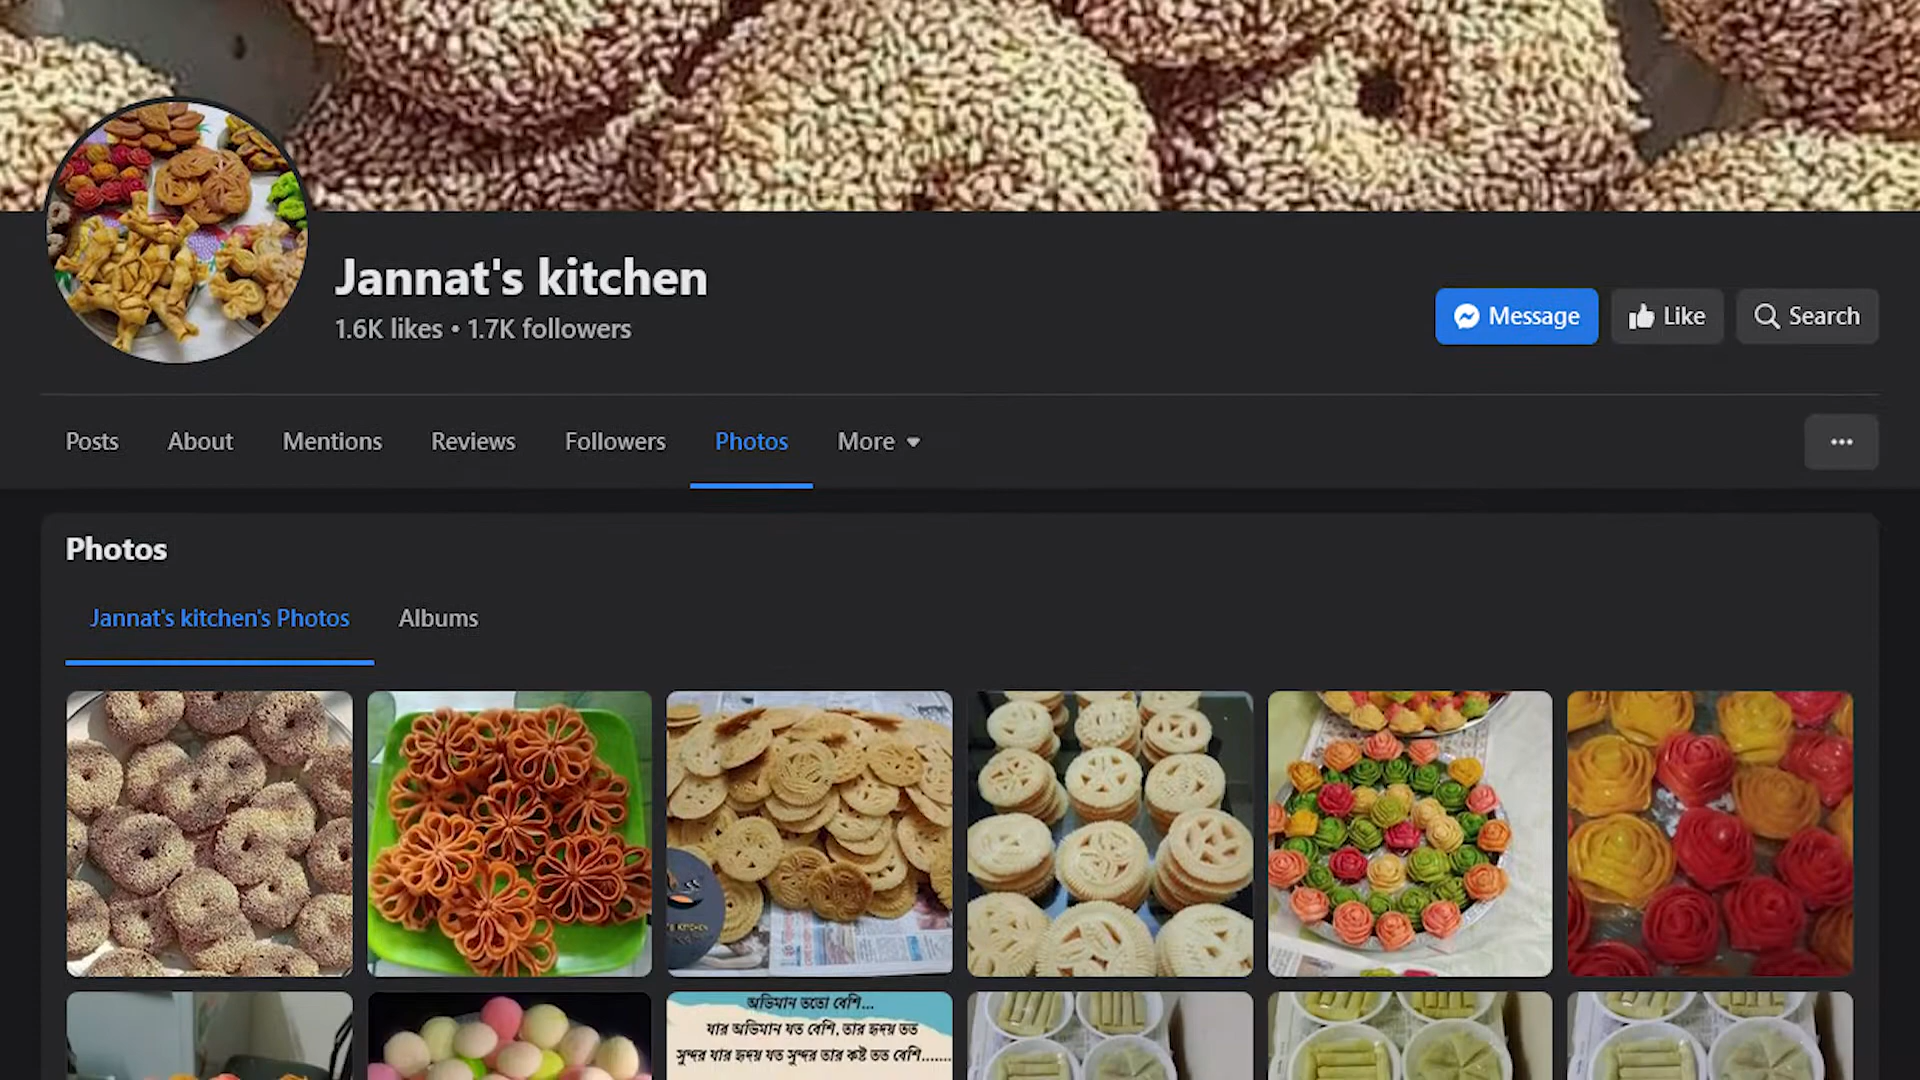 Jannat's kitchen
1.6K likes • 1.7K followers
Message
Like
Search
Posts
About
Mentions
Reviews
Followers
Photos
More
Photos
Jannat's kitchen's Photos
Albums
অভিমান ততো বেশি...
যার অভিমান যত বেশি, তার হৃদয় তত
সুন্দর যার হৃদয় যত সুন্দর তার কষ্ট তত বেশি.......